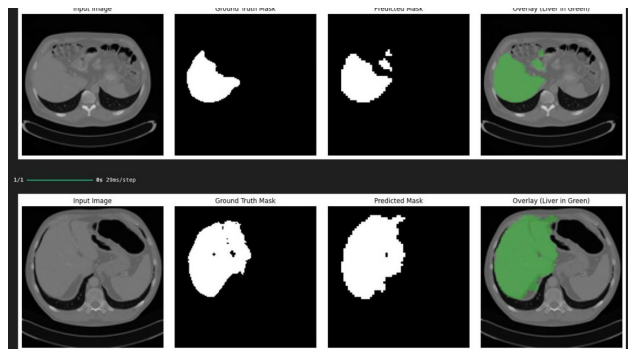 Input Image Ground Truth Mask Predicted Mask Overlay (Liver in Green)
1/1 0s 29ms/step
Input Image Ground Truth Mask Predicted Mask Overlay (Liver in Green)